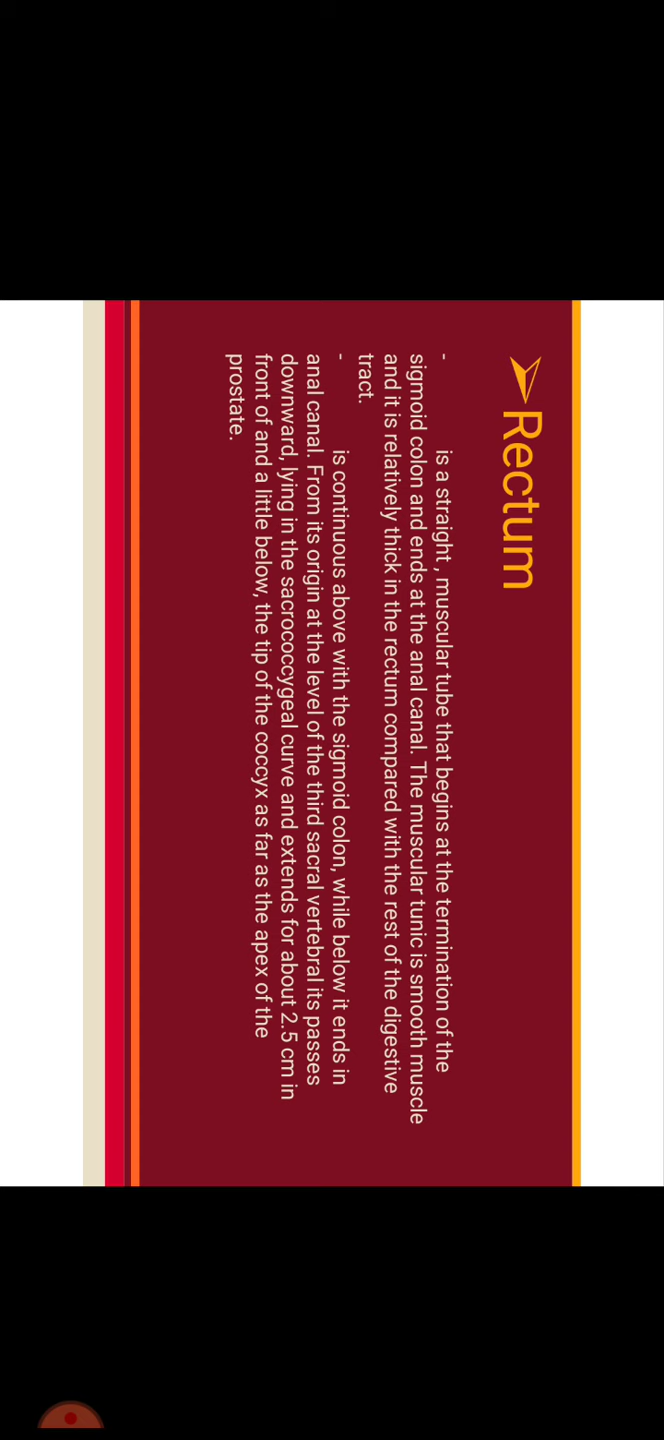 Rectum
- is a straight , muscular tube that begins at the termination of the
sigmoid colon and ends at the anal canal. The muscular tunic is smooth muscle
and it is relatively thick in the rectum compared with the rest of the digestive
tract.
- is continuous above with the sigmoid colon, while below it ends in
anal canal. From its origin at the level of the third sacral vertebral its passes
downward, lying in the sacrococcygeal curve and extends for about 2.5 cm in
front of and a little below, the tip of the coccyx as far as the apex of the
prostate.